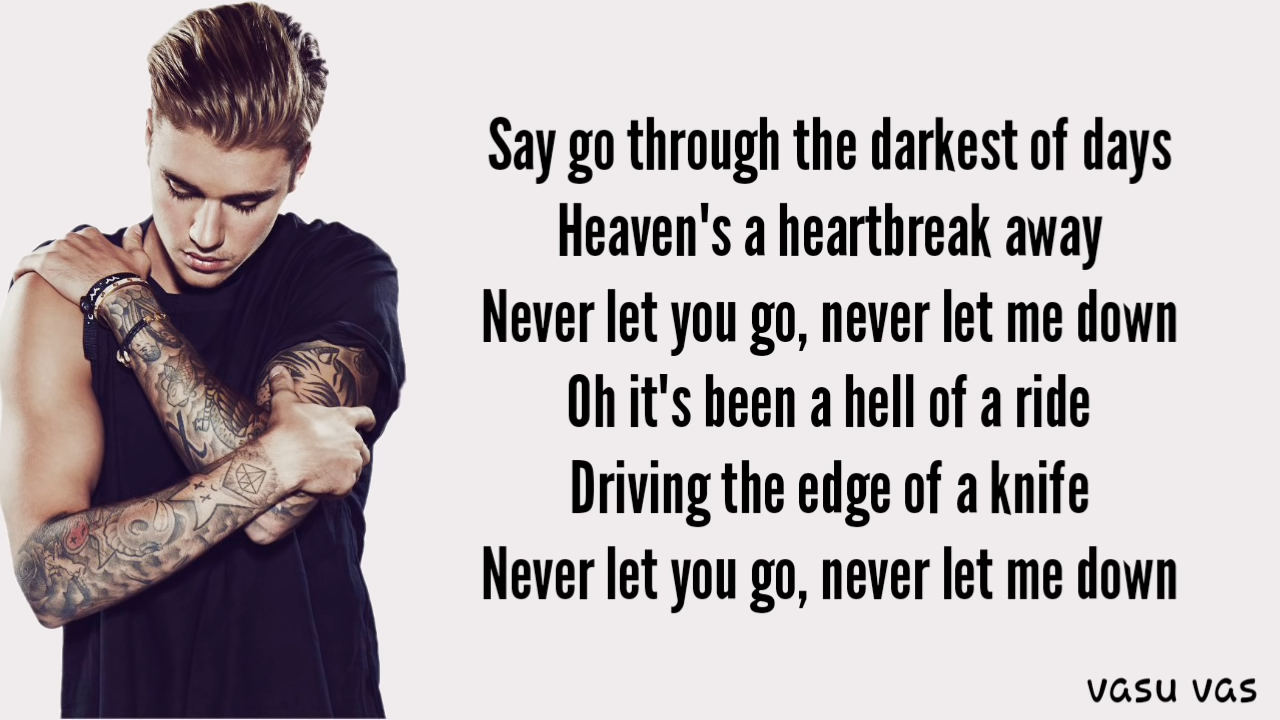 Say go through the darkest of days
Heaven's a heartbreak away
Never let you go, never let me down
Oh it's been a hell of a ride
Driving the edge of a knife
Never let you go, never let me down
vasu vas